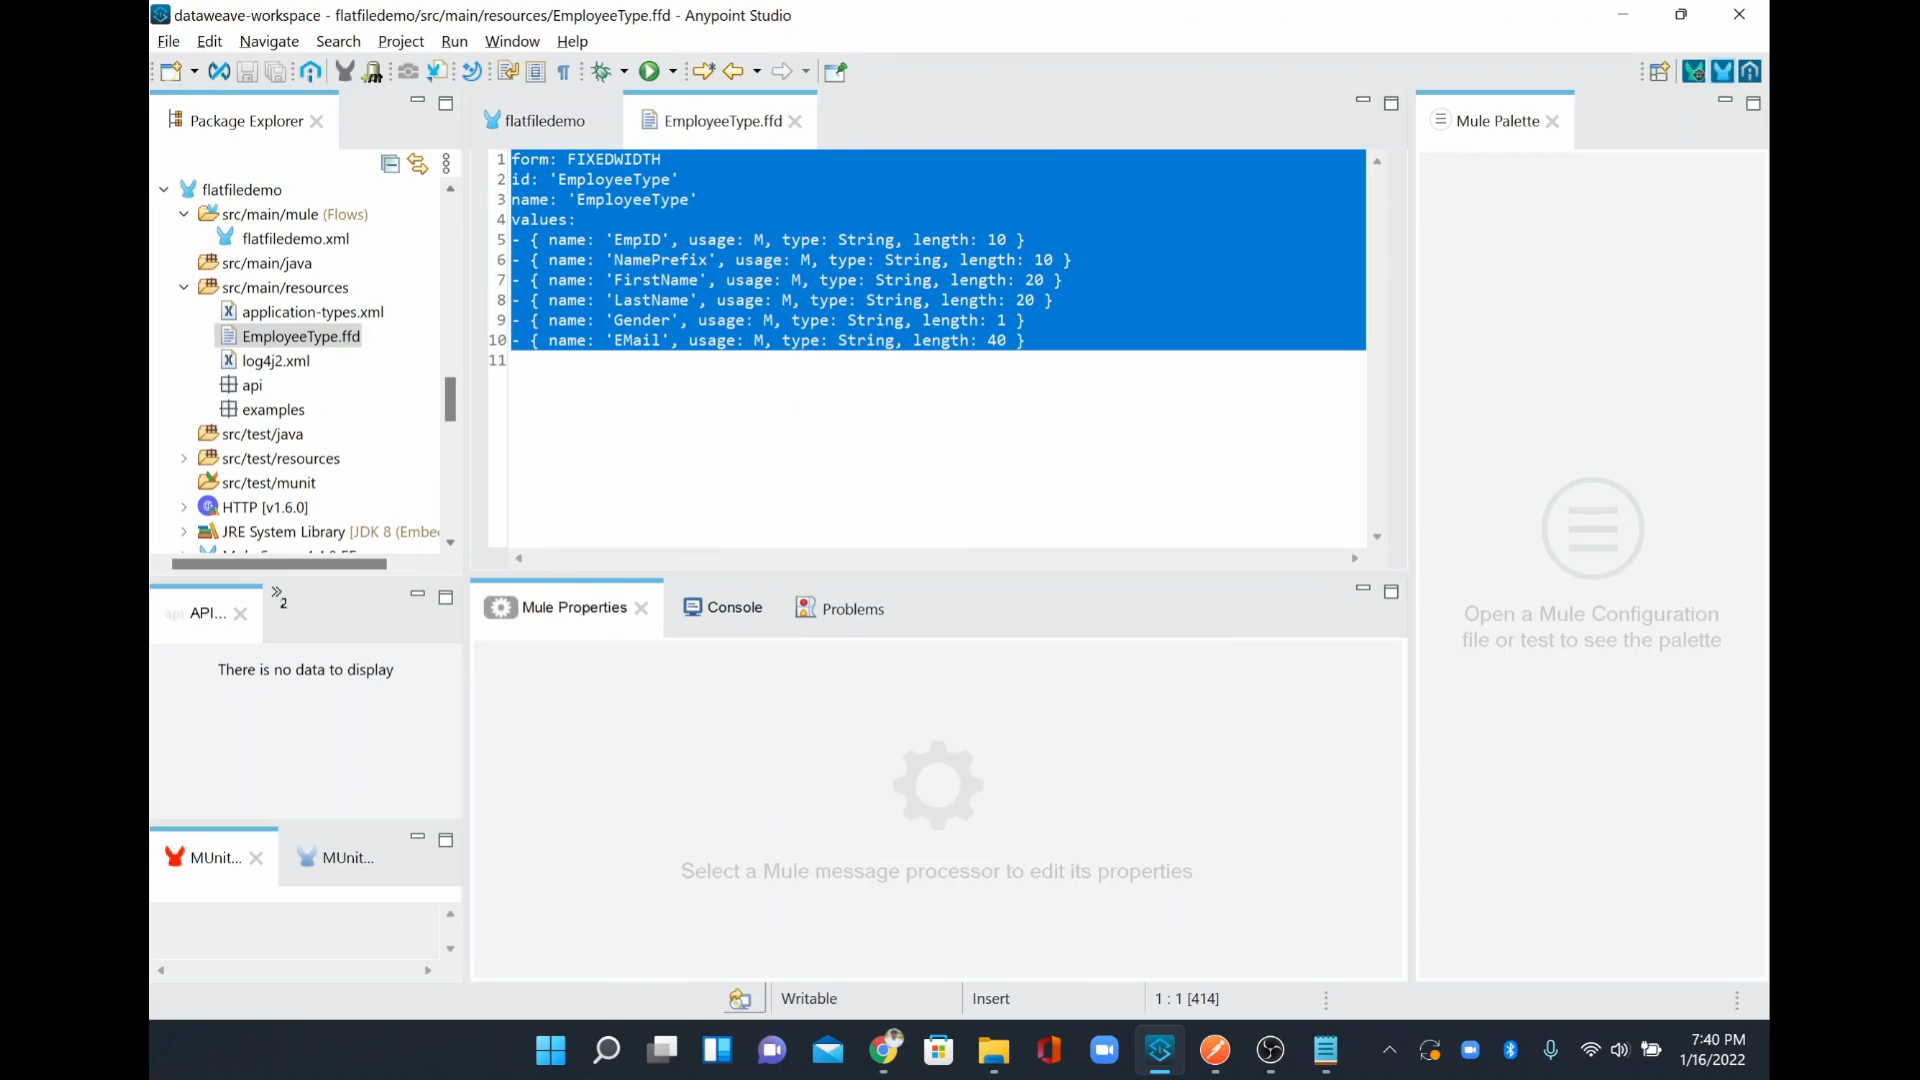 dataweave-workspace - flatfiledemo/src/main/resources/EmployeeType.ffd - Anypoint Studio
File Edit Navigate Search Project Run Window Help
Package Explorer
flatfiledemo
src/main/mule (Flows)
flatfiledemo.xml
src/main/java
src/main/resources
application-types.xml
EmployeeType.ffd
log4j2.xml
api
examples
src/test/java
src/test/resources
src/test/munit
HTTP [v1.6.0]
JRE System Library [JDK 8 (Embe
flatfiledemo EmployeeType.ffd
1 form: FIXEDWIDTH
2 id: 'EmployeeType'
3 name: 'EmployeeType'
4 values:
5 - { name: 'EmpID', usage: M, type: String, length: 10 }
6 - { name: 'NamePrefix', usage: M, type: String, length: 10 }
7 - { name: 'FirstName', usage: M, type: String, length: 20 }
8 - { name: 'LastName', usage: M, type: String, length: 20 }
9 - { name: 'Gender', usage: M, type: String, length: 1 }
10 - { name: 'EMail', usage: M, type: String, length: 40 }
11
Mule Palette
Open a Mule Configuration
file or test to see the palette
api API... 2
There is no data to display
MUnit... MUnit...
Mule Properties Console Problems
Select a Mule message processor to edit its properties
Writable Insert 1 : 1 [414]
7:40 PM
1/16/2022